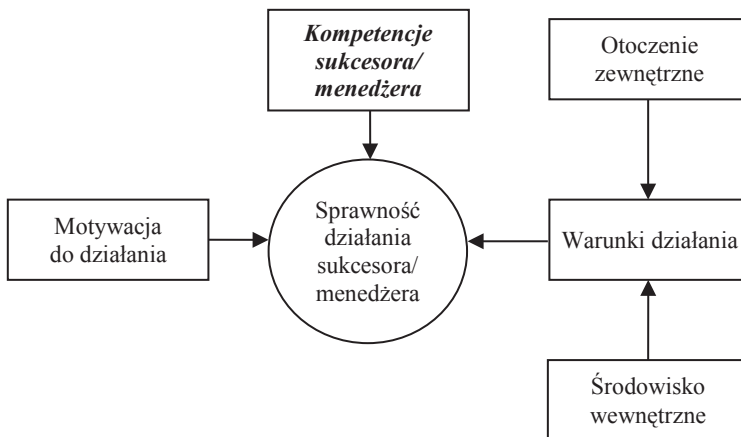 Kompetencje
sukcesora/
menedżera
Otoczenie
zewnętrzne
Motywacja
do działania
Sprawność
działania
sukcesora/
menedżera
Warunki działania
Środowisko
wewnętrzne